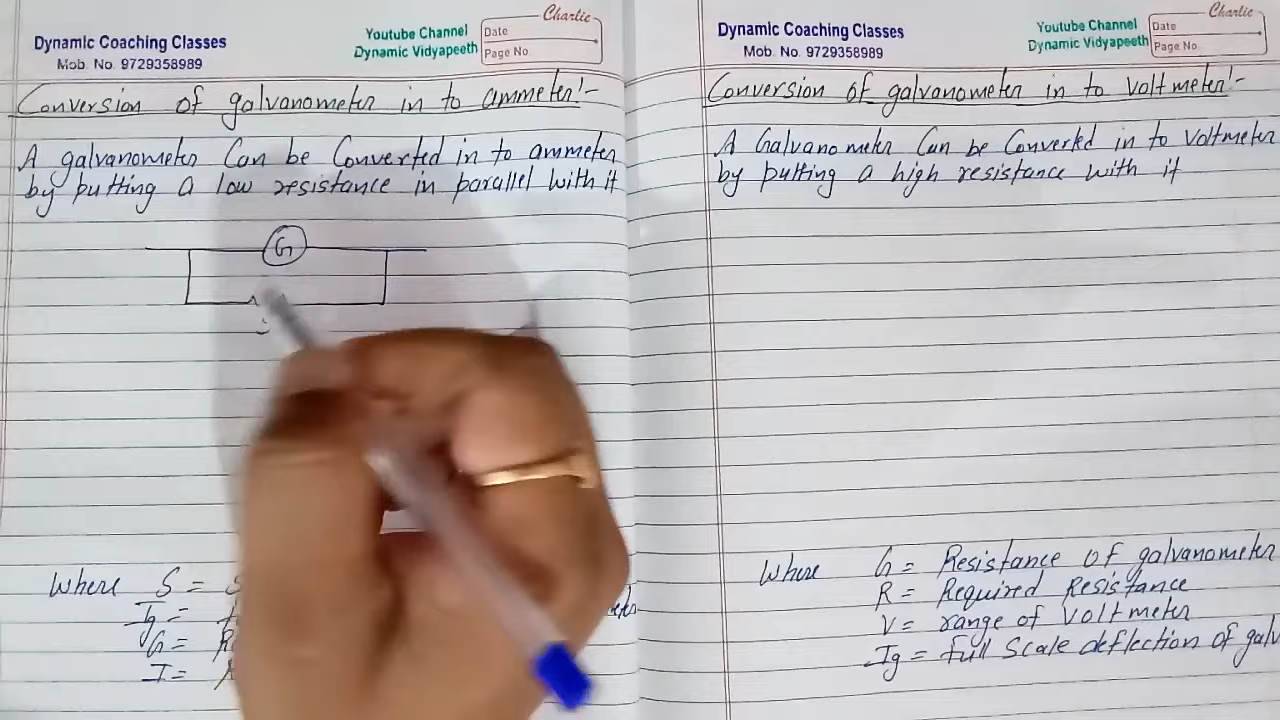 Dynamic Coaching Classes
Mob. No. 9729358989
Youtube Channel
Dynamic Vidyapeeth
Charlie
Date
Page No
Conversion of galvanometer in to ammeter:-
A galvanometer Can be Converted in to ammeter
by putting a low resistance in parallel with it
G
Where S =
Ig =
G =
I =
Dynamic Coaching Classes
Mob. No. 9729358989
Youtube Channel
Dynamic Vidyapeeth
Charlie
Date
Page No
Conversion of galvanometer in to voltmeter:-
A Galvanometer Can be Converted in to Voltmeter
by putting a high resistance with it
Where G = Resistance of galvanometer
R = Required Resistance
V = range of voltmeter
Ig = full Scale deflection of galv